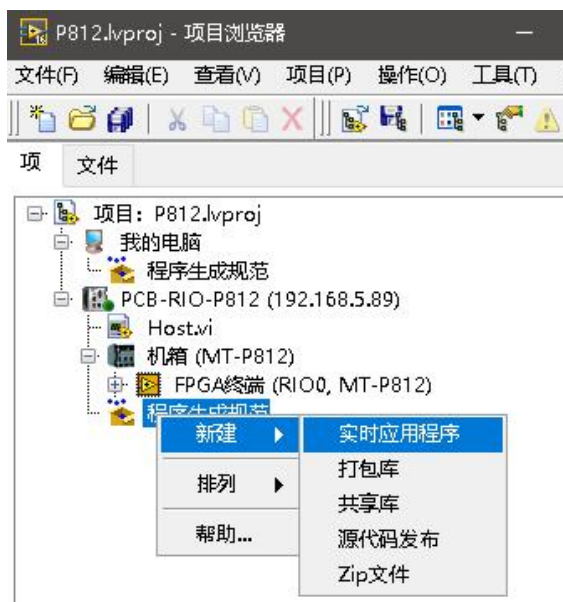 P812.lvproj - 项目浏览器
文件(F) 编辑(E) 查看(V) 项目(P) 操作(O) 工具(T)
项 文件
项目: P812.lvproj
我的电脑
程序生成规范
PCB-RIO-P812 (192.168.5.89)
Host.vi
机箱 (MT-P812)
FPGA终端 (RIO0, MT-P812)
程序生成规范
新建 实时应用程序
打包库
排列
共享库
帮助... 源代码发布
Zip文件